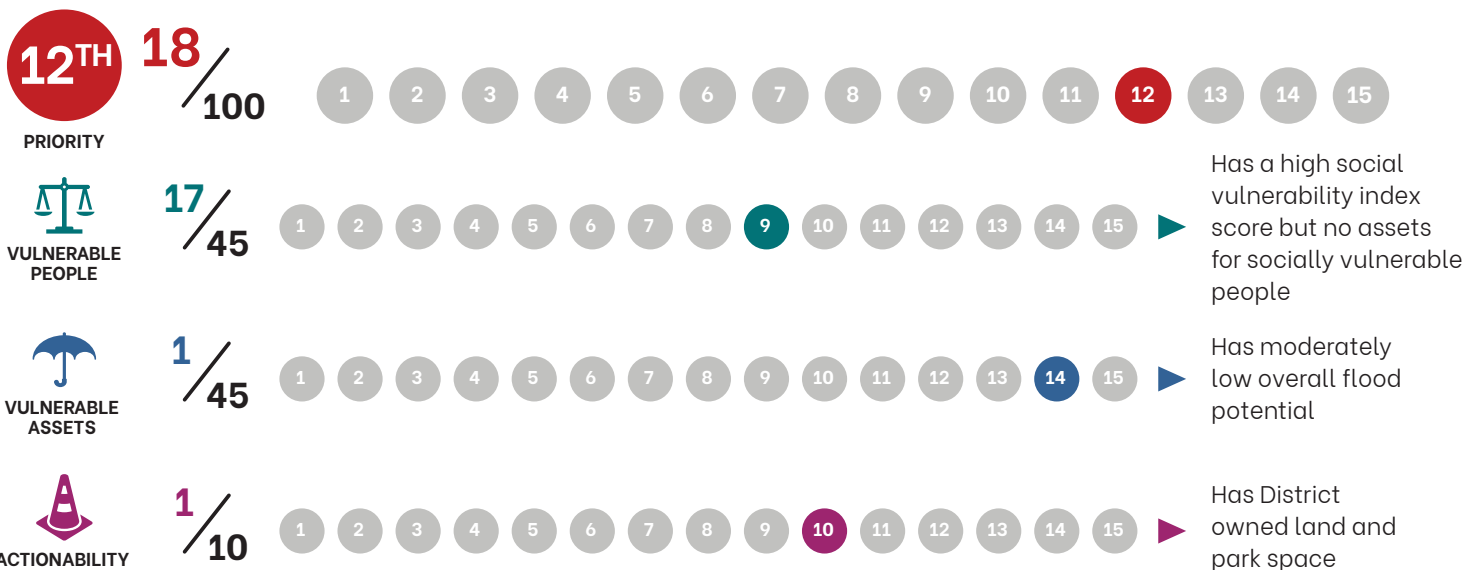 12TH
18/100
1 2 3 4 5 6 7 8 9 10 11 12 13 14 15
PRIORITY
17/45
1 2 3 4 5 6 7 8 9 10 11 12 13 14 15
VULNERABLE
PEOPLE
Has a high social
vulnerability index
score but no assets
for socially vulnerable
people
1/45
1 2 3 4 5 6 7 8 9 10 11 12 13 14 15
VULNERABLE
ASSETS
Has moderately
low overall flood
potential
1/10
1 2 3 4 5 6 7 8 9 10 11 12 13 14 15
ACTIONABILITY
Has District
owned land and
park space